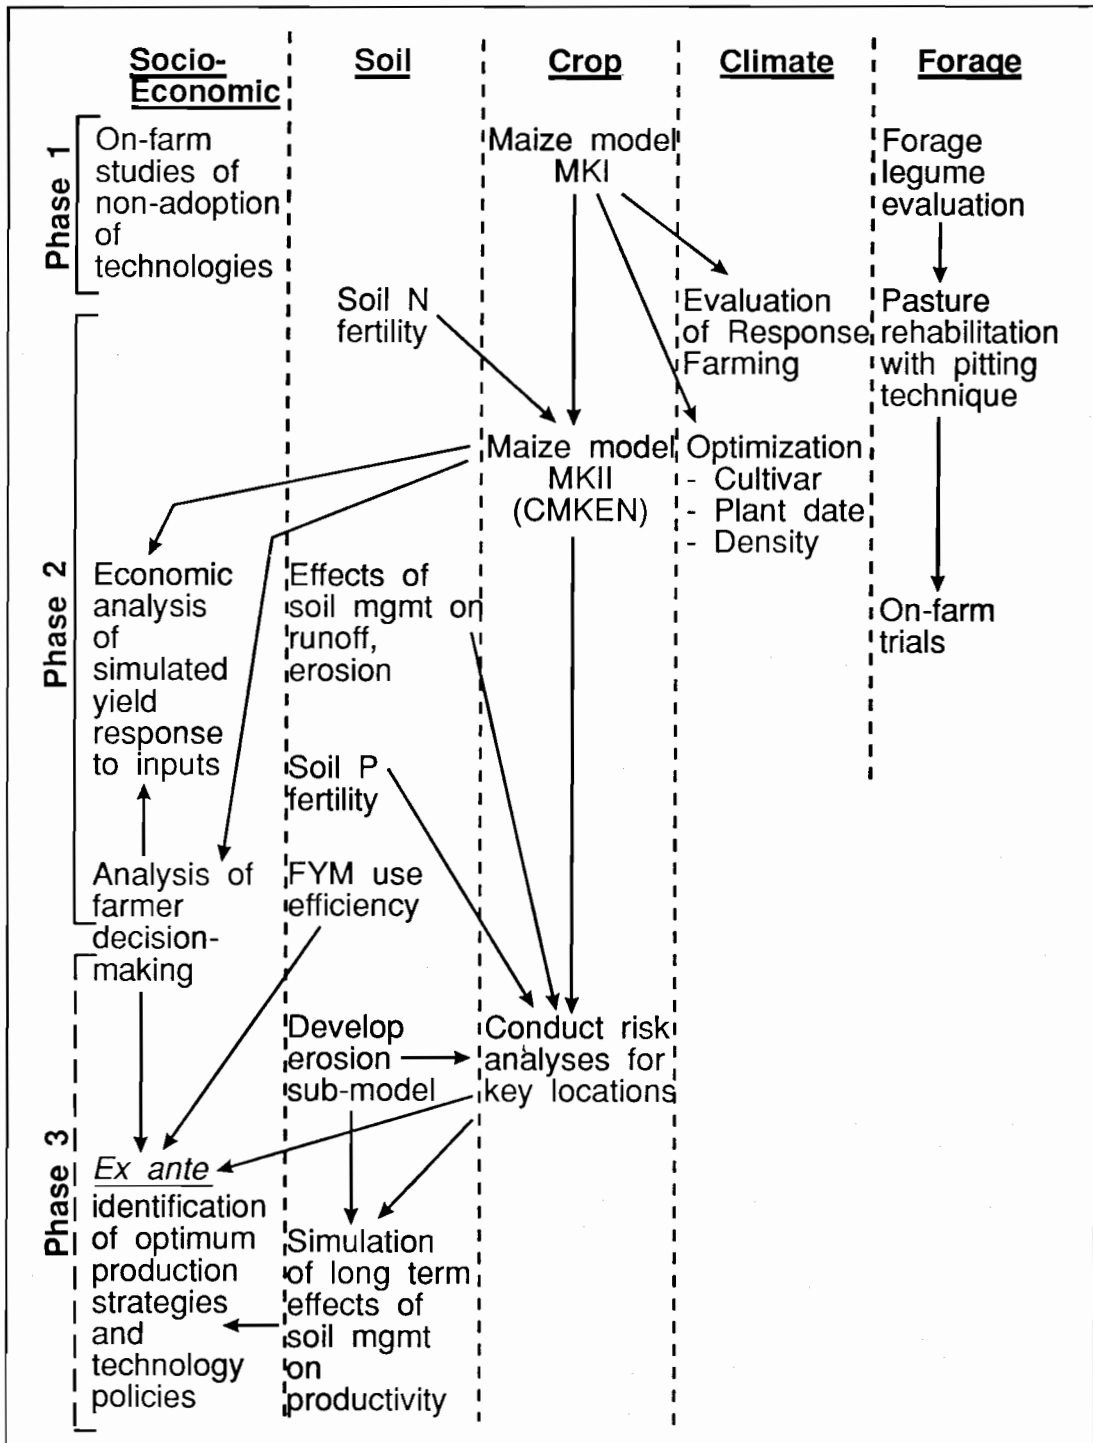 Socio-
Economic
Soil
Crop
Climate
Forage
Phase 1
On-farm
studies of
non-adoption
of
technologies
Maize model
MKI
Forage
legume
evaluation
Phase 2
Soil N
fertility
Evaluation
of Response
Farming
Pasture
rehabilitation
with pitting
technique
Maize model
MKII
(CMKEN)
Optimization
- Cultivar
- Plant date
- Density
Economic
analysis
of
simulated
yield
response
to inputs
Effects of
soil mgmt on
runoff,
erosion
On-farm
trials
Soil P
fertility
Analysis of
farmer
decision-
making
FYM use
efficiency
Phase 3
Develop
erosion
sub-model
Conduct risk
analyses for
key locations
Ex ante
identification
of optimum
production
strategies
and
technology
policies
Simulation
of long term
effects of
soil mgmt
on
productivity